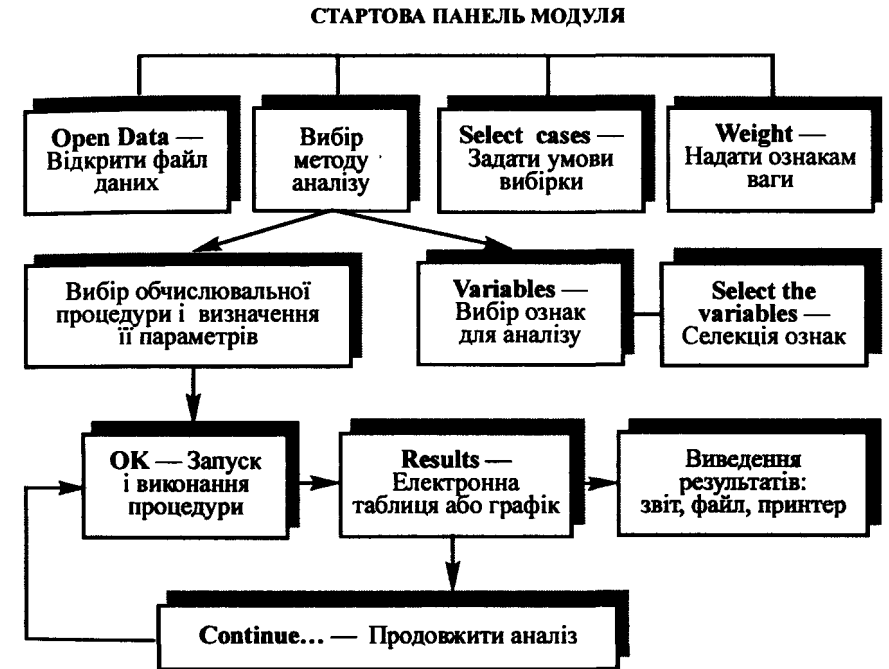 СТАРТОВА ПАНЕЛЬ МОДУЛЯ
Open Data —
Відкрити файл
даних
Вибір
методу
аналізу
Select cases —
Задати умови
вибірки
Weight —
Надати ознакам
ваги
Вибір обчислювальної
процедури і визначення
її параметрів
Variables —
Вибір ознак
для аналізу
Select the
variables —
Селекція ознак
OK — Запуск
і виконання
процедури
Results —
Електронна
таблиця або графік
Виведення
результатів:
звіт, файл, принтер
Continue... — Продовжити аналіз